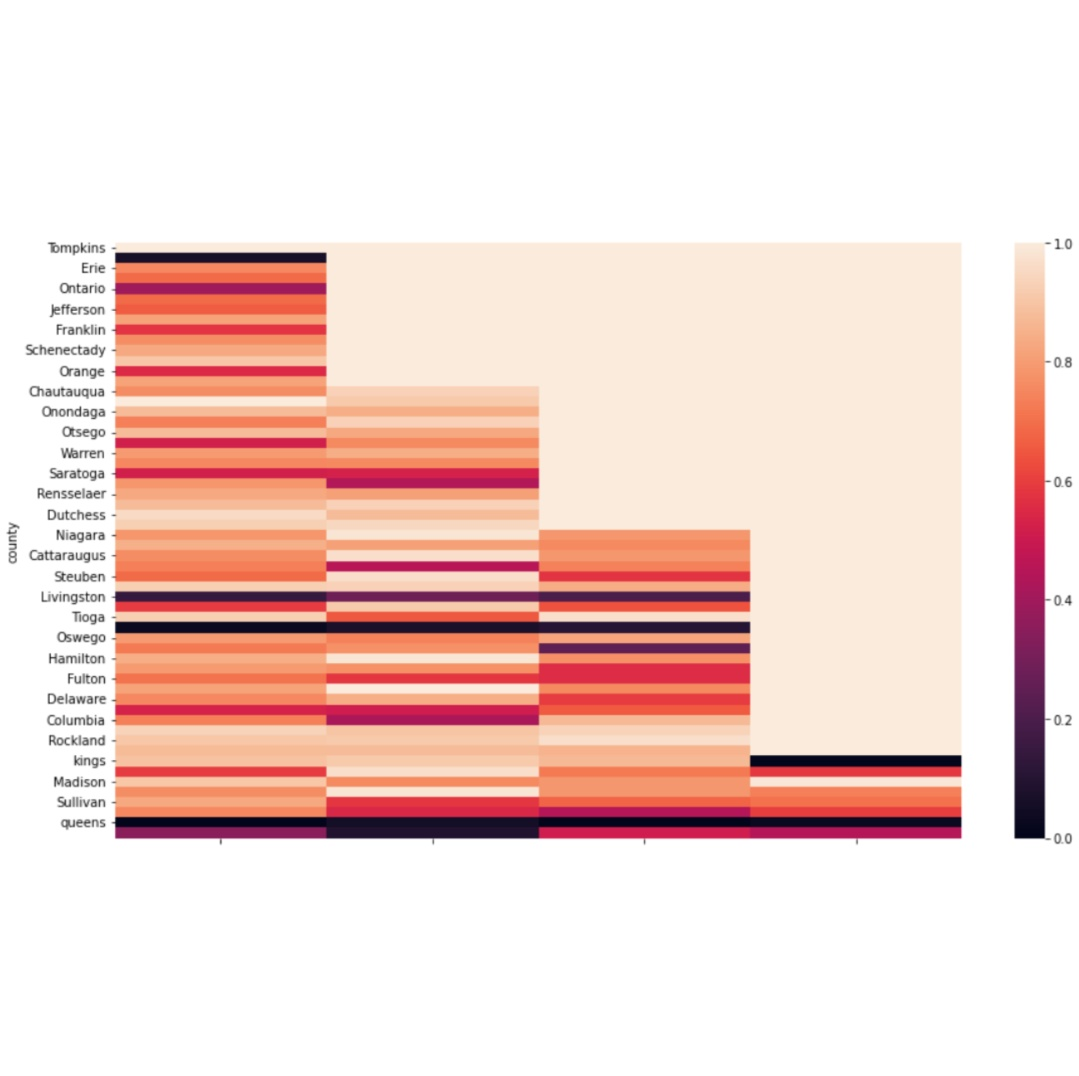 Tompkins
Erie
Ontario
Jefferson
Franklin
Schenectady
Orange
Chautauqua
Onondaga
Otsego
Warren
Saratoga
Rensselaer
Dutchess
Niagara
Cattaraugus
Steuben
Livingston
Tioga
Oswego
Hamilton
Fulton
Delaware
Columbia
Rockland
kings
Madison
Sullivan
queens
county
1.0
0.8
0.6
0.4
0.2
0.0